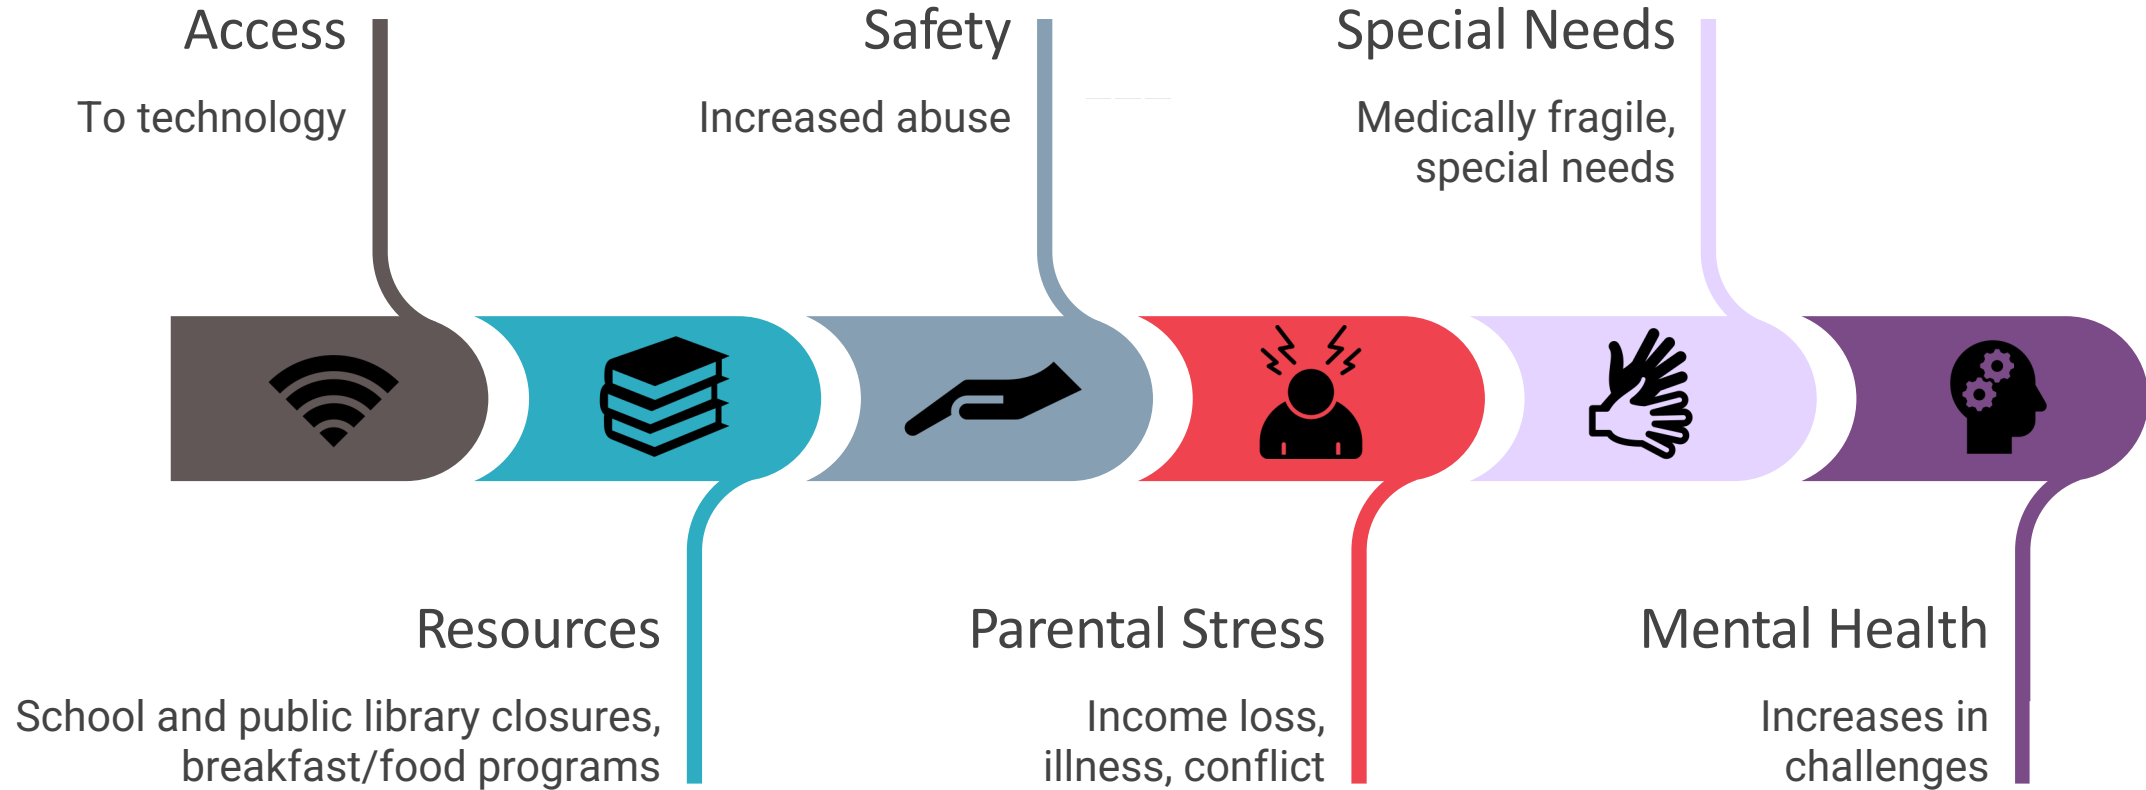 Access
To technology
Safety
Increased abuse
Special Needs
Medically fragile,
special needs
Resources
School and public library closures,
breakfast/food programs
Parental Stress
Income loss,
illness, conflict
Mental Health
Increases in
challenges